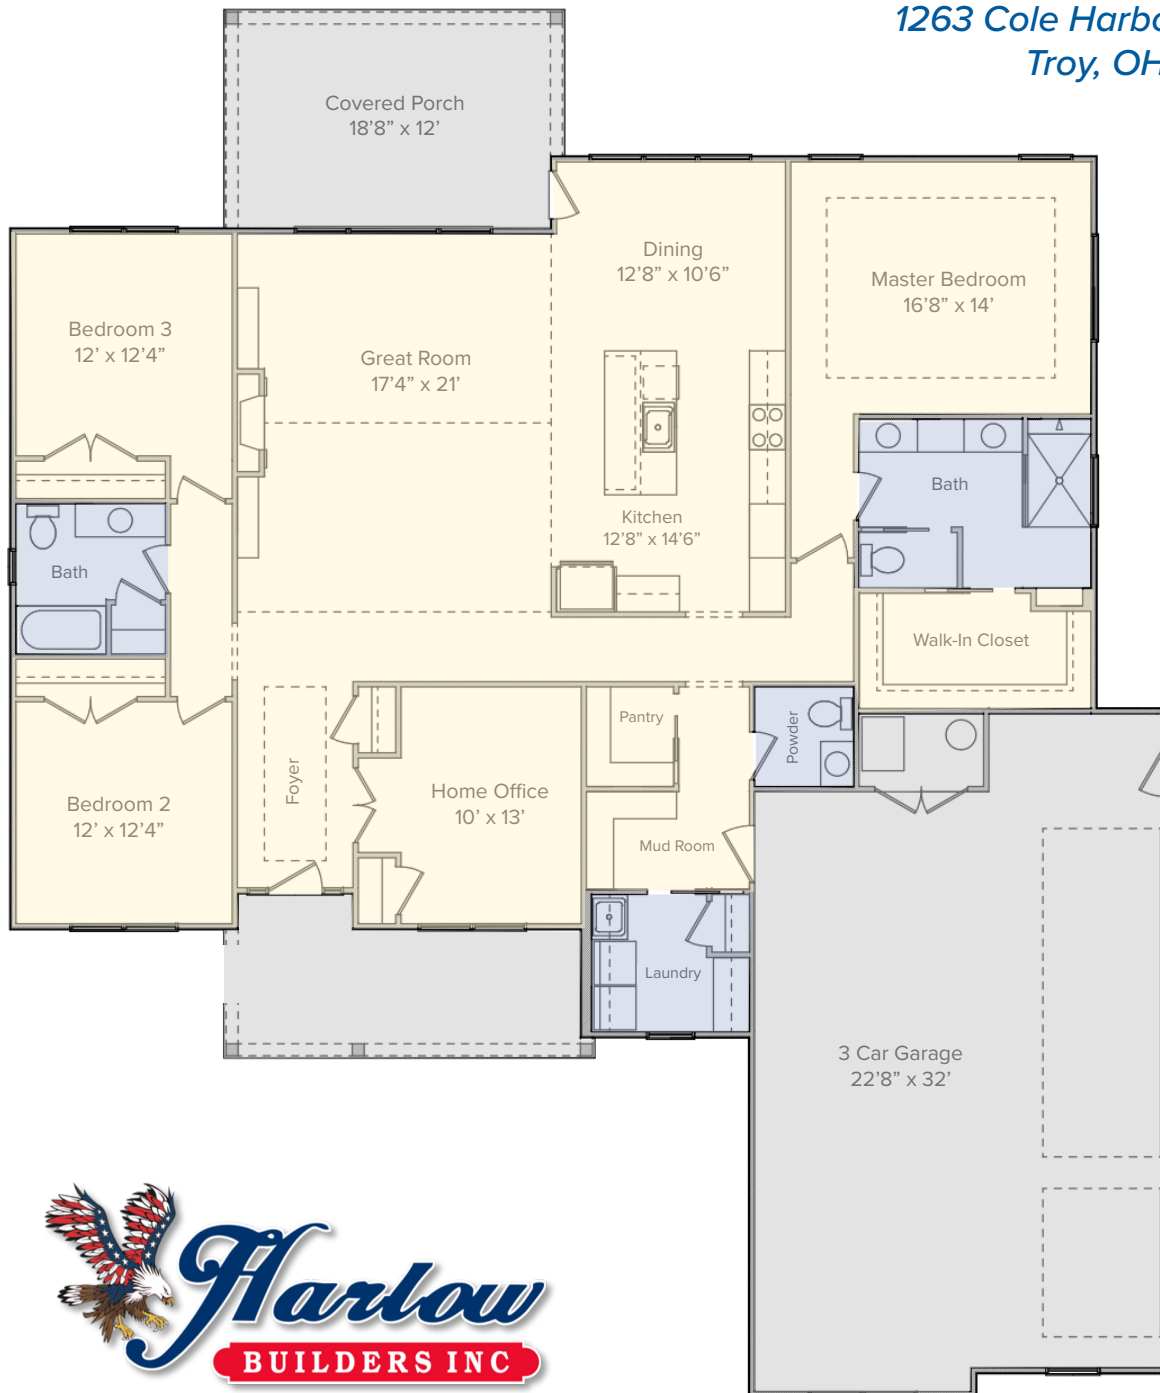 1263 Cole Harbo
Troy, OH
Covered Porch
18'8” x 12'
Dining
12'8” x 10'6”
Master Bedroom
16'8” x 14'
Bedroom 3
12' x 12'4”
Great Room
17'4” x 21'
Kitchen
12'8” x 14'6”
Bath
Bath
Walk-In Closet
Pantry
Powder
Foyer
Home Office
10' x 13'
Bedroom 2
12' x 12'4”
Mud Room
Laundry
3 Car Garage
22'8” x 32'
Harlow
BUILDERS INC